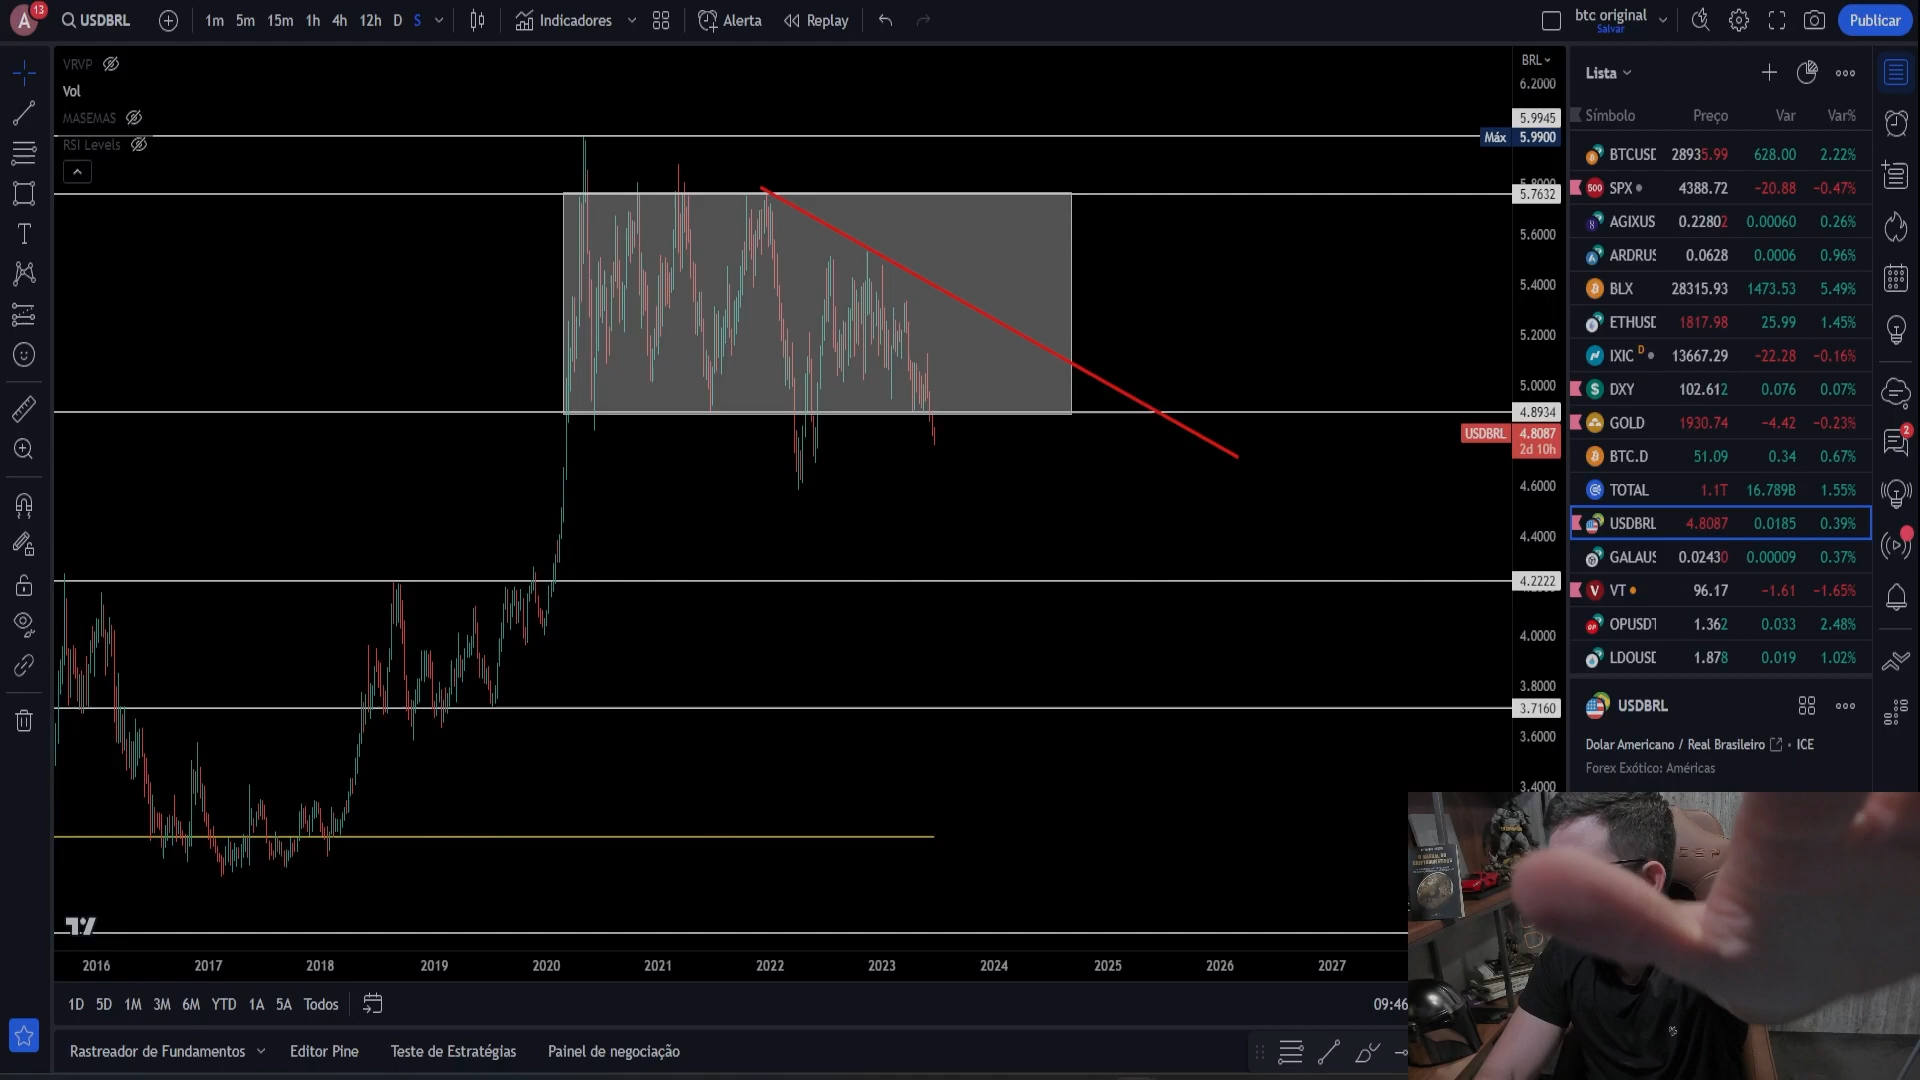 A 13 USDBRL 1m 5m 15m 1h 4h 12h D S Indicadores Alerta Replay btc original Salvar Publicar
VRVP
Vol
MASEMAS
RSI Levels
BRL
6.2000
5.9945
Máx 5.9900
5.7632
5.6000
5.4000
5.2000
5.0000
4.8934
USDBRL 4.8087
2d 10h
4.6000
4.4000
4.2222
4.0000
3.8000
3.7160
3.6000
3.4000
2016 2017 2018 2019 2020 2021 2022 2023 2024 2025 2026 2027
1D 5D 1M 3M 6M YTD 1A 5A Todos 09:46
Rastreador de Fundamentos Editor Pine Teste de Estratégias Painel de negociação
Lista
Símbolo Preço Var Var%
BTCUSD 28935.99 628.00 2.22%
500 SPX 4388.72 −20.88 −0.47%
AGIXUS 0.22802 0.00060 0.26%
ARDRUS 0.0628 0.0006 0.96%
BLX 28315.93 1473.53 5.49%
ETHUSD 1817.98 25.99 1.45%
IXIC D 13667.29 −22.28 −0.16%
DXY 102.612 0.076 0.07%
GOLD 1930.74 −4.42 −0.23%
BTC.D 51.09 0.34 0.67%
TOTAL 1.1T 16.789B 1.55%
USDBRL 4.8087 0.0185 0.39%
GALAUS 0.02430 0.00009 0.37%
V VT 96.17 −1.61 −1.65%
OPUSDT 1.362 0.033 2.48%
LDOUSD 1.878 0.019 1.02%
2
USDBRL
Dolar Americano / Real Brasileiro • ICE
Forex Exótico: Américas